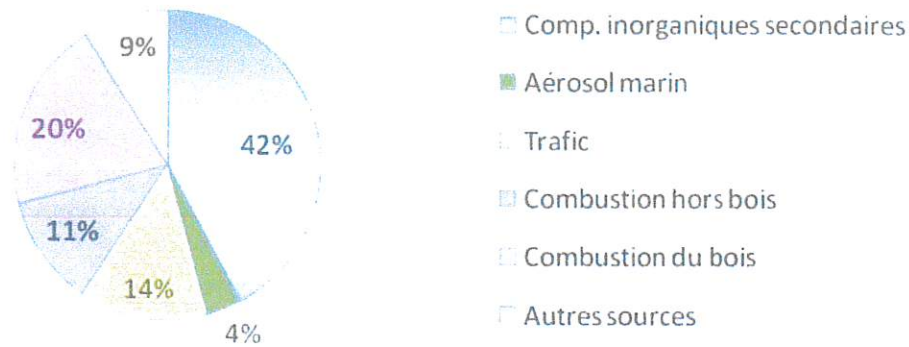 9%
42%
20%
11%
14%
4%
Comp. inorganiques secondaires
Aérosol marin
Trafic
Combustion hors bois
Combustion du bois
Autres sources